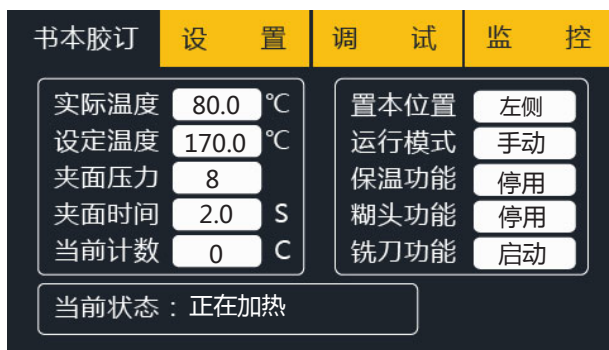 书本胶订 设置 调试 监控
实际温度 80.0 ℃
设定温度 170.0 ℃
夹面压力 8
夹面时间 2.0 S
当前计数 0 C
置本位置 左侧
运行模式 手动
保温功能 停用
糊头功能 停用
铣刀功能 启动
当前状态：正在加热